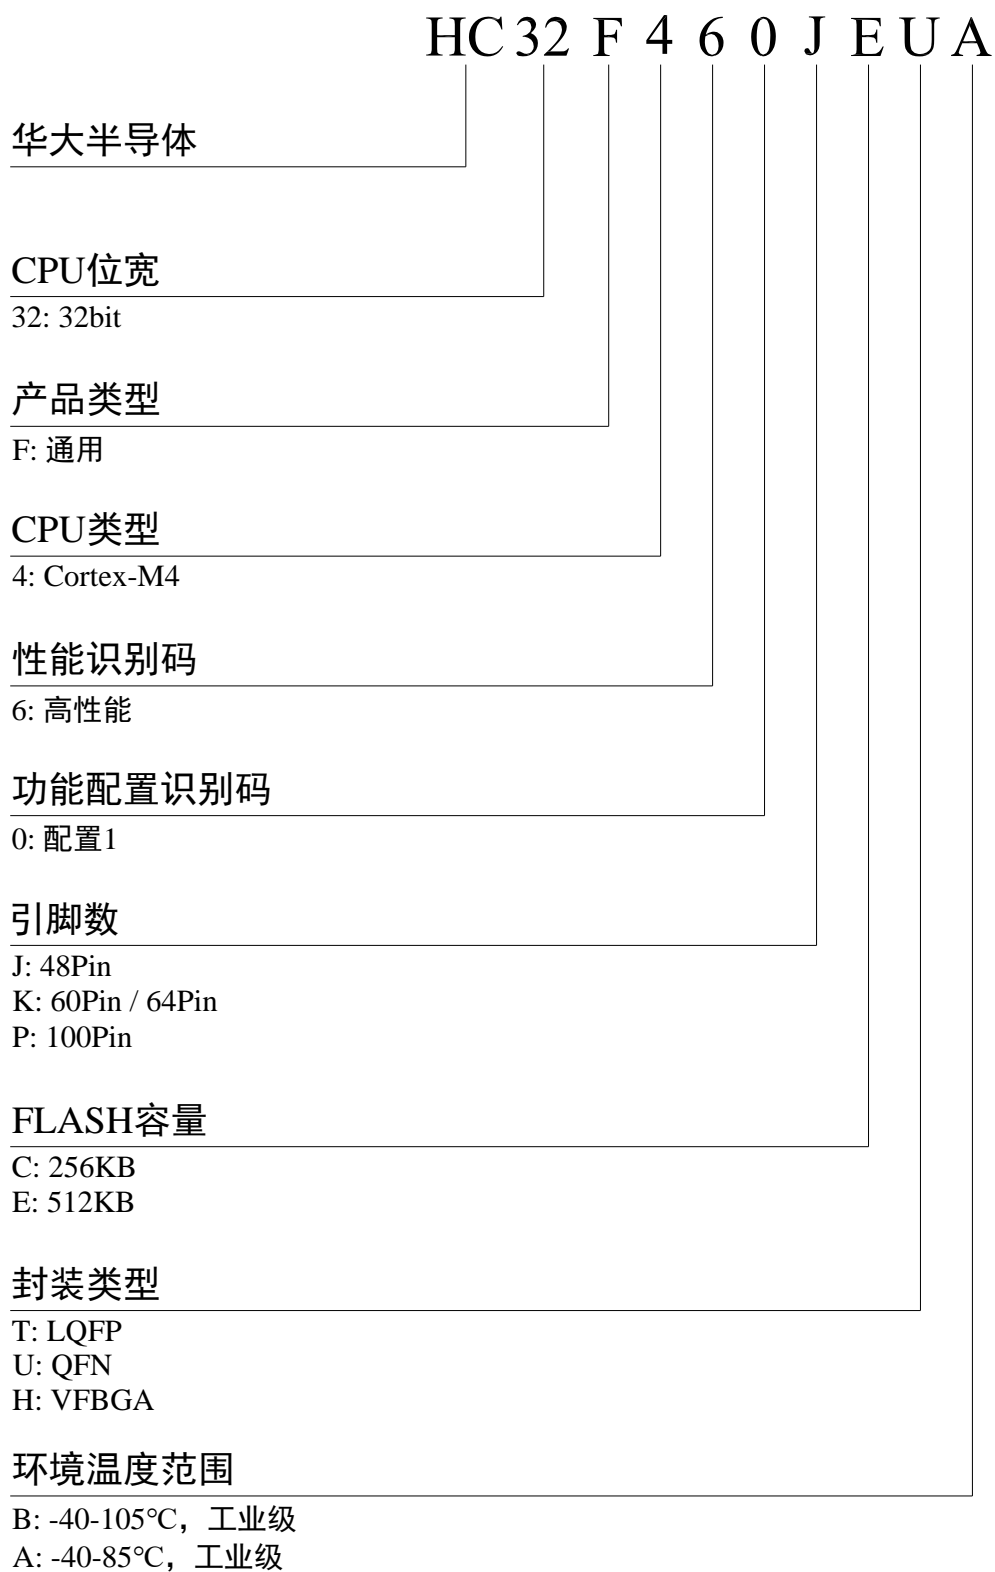 HC32F460JEUA
华大半导体
CPU位宽
32: 32bit
产品类型
F: 通用
CPU类型
4: Cortex-M4
性能识别码
6: 高性能
功能配置识别码
0: 配置1
引脚数
J: 48Pin
K: 60Pin / 64Pin
P: 100Pin
FLASH容量
C: 256KB
E: 512KB
封装类型
T: LQFP
U: QFN
H: VFBGA
环境温度范围
B: -40-105℃，工业级
A: -40-85℃，工业级